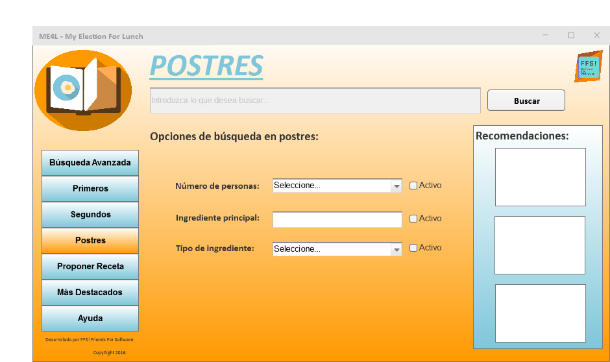 ME4L - My Election For Lunch
POSTRES
FFSI
Introduzca lo que desea buscar...
Buscar
Opciones de búsqueda en postres:
Recomendaciones:
Búsqueda Avanzada
Primeros
Segundos
Postres
Proponer Receta
Más Destacados
Ayuda
Número de personas:
Seleccione...
Activo
Ingrediente principal:
Activo
Tipo de ingrediente:
Seleccione...
Activo
Desarrollado por FFSI Friends For Software
Copyright 2016